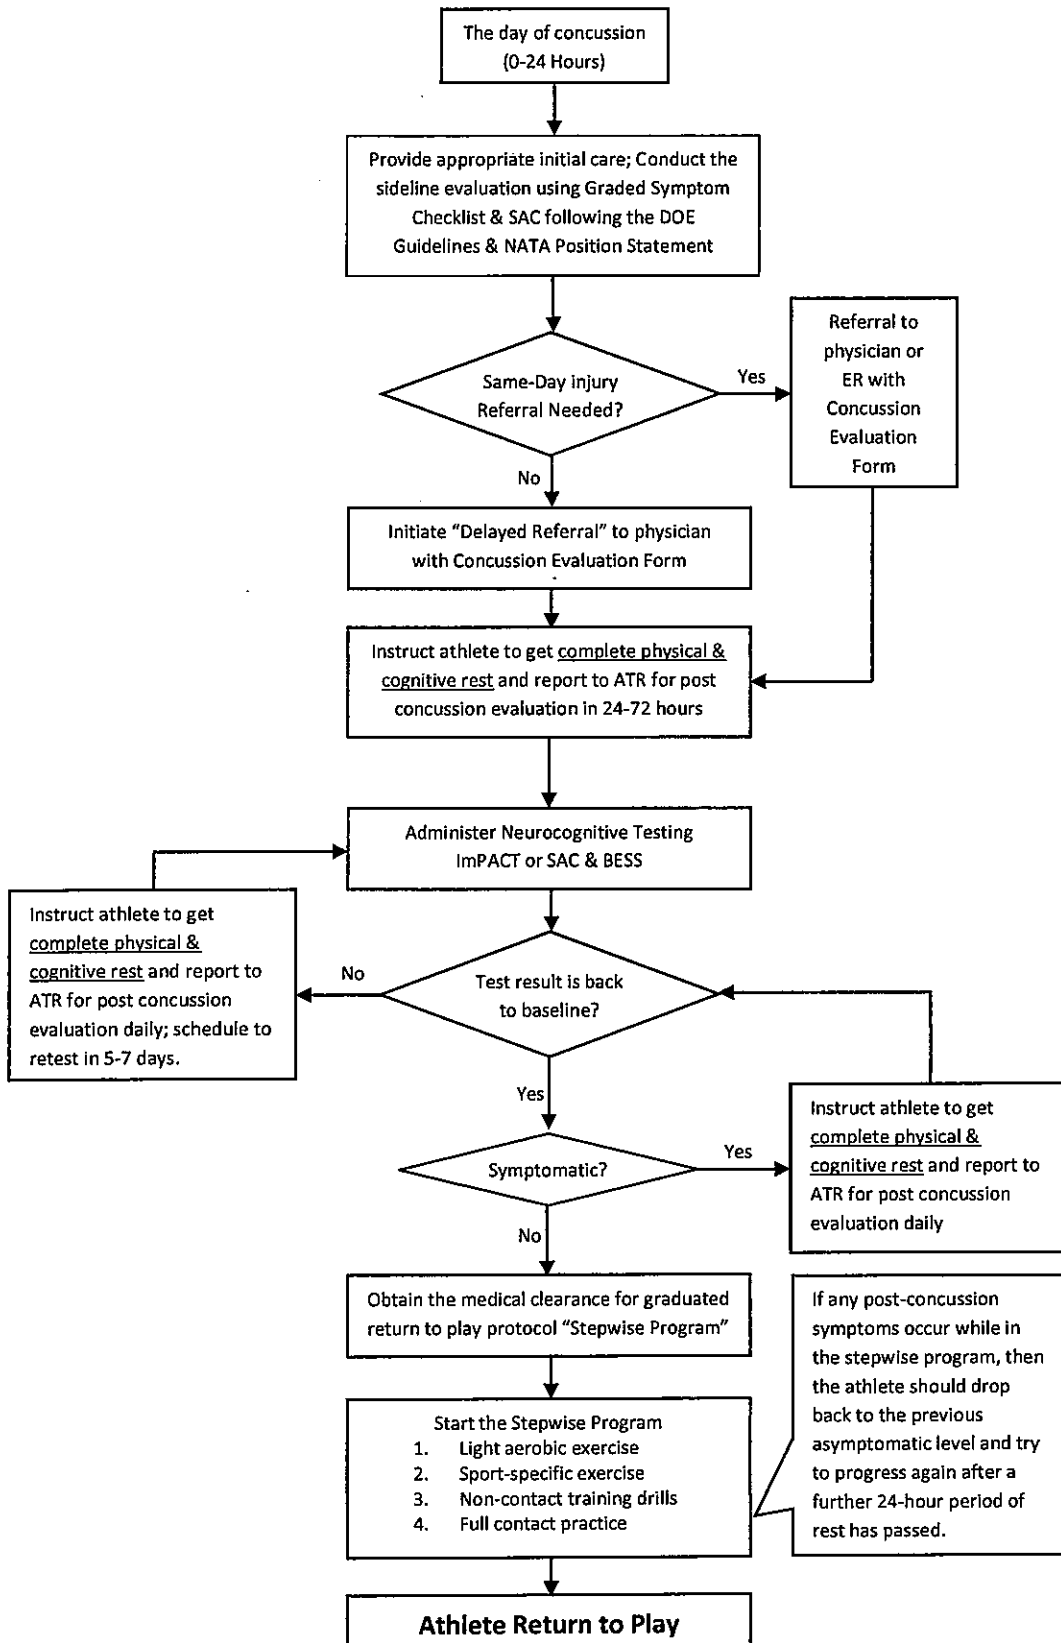 The day of concussion
(0-24 Hours)
Provide appropriate initial care; Conduct the
sideline evaluation using Graded Symptom
Checklist & SAC following the DOE
Guidelines & NATA Position Statement
Same-Day injury
Referral Needed?
Yes
Referral to
physician or
ER with
Concussion
Evaluation
Form
No
Initiate “Delayed Referral” to physician
with Concussion Evaluation Form
Instruct athlete to get complete physical &
cognitive rest and report to ATR for post
concussion evaluation in 24-72 hours
Administer Neurocognitive Testing
ImPACT or SAC & BESS
Instruct athlete to get
complete physical &
cognitive rest and report to
ATR for post concussion
evaluation daily; schedule to
retest in 5-7 days.
No
Test result is back
to baseline?
Yes
Symptomatic?
Yes
Instruct athlete to get
complete physical &
cognitive rest and report to
ATR for post concussion
evaluation daily
No
Obtain the medical clearance for graduated
return to play protocol “Stepwise Program”
Start the Stepwise Program
1. Light aerobic exercise
2. Sport-specific exercise
3. Non-contact training drills
4. Full contact practice
If any post-concussion
symptoms occur while in
the stepwise program, then
the athlete should drop
back to the previous
asymptomatic level and try
to progress again after a
further 24-hour period of
rest has passed.
Athlete Return to Play